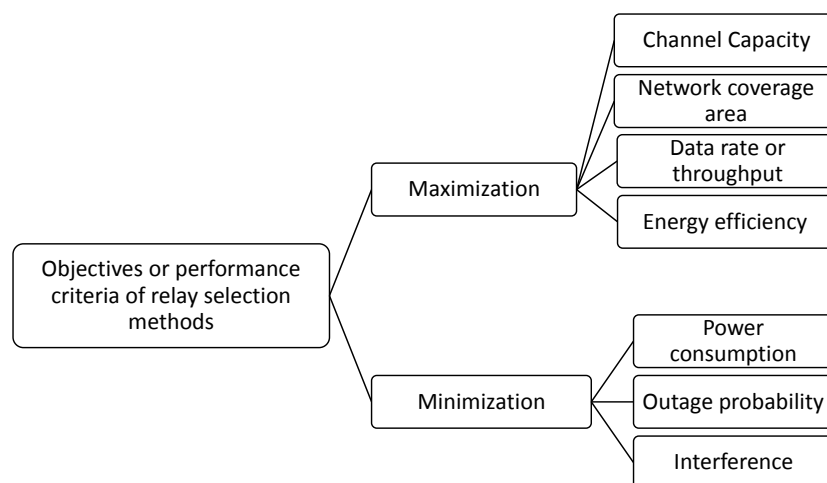 Objectives or performance
criteria of relay selection
methods
Maximization
Channel Capacity
Network coverage
area
Data rate or
throughput
Energy efficiency
Minimization
Power
consumption
Outage probability
Interference